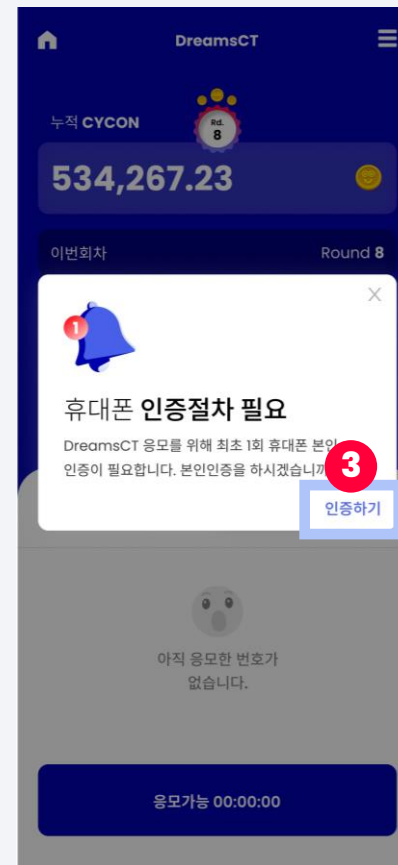 DreamsCT
누적 CYCON
Rd.
8
534,267.23
이번회차 Round 8
1
휴대폰 인증절차 필요
DreamsCT 응모를 위해 최초 1회 휴대폰 본인
인증이 필요합니다. 본인인증을 하시겠습니까
3
인증하기
아직 응모한 번호가
없습니다.
응모가능 00:00:00